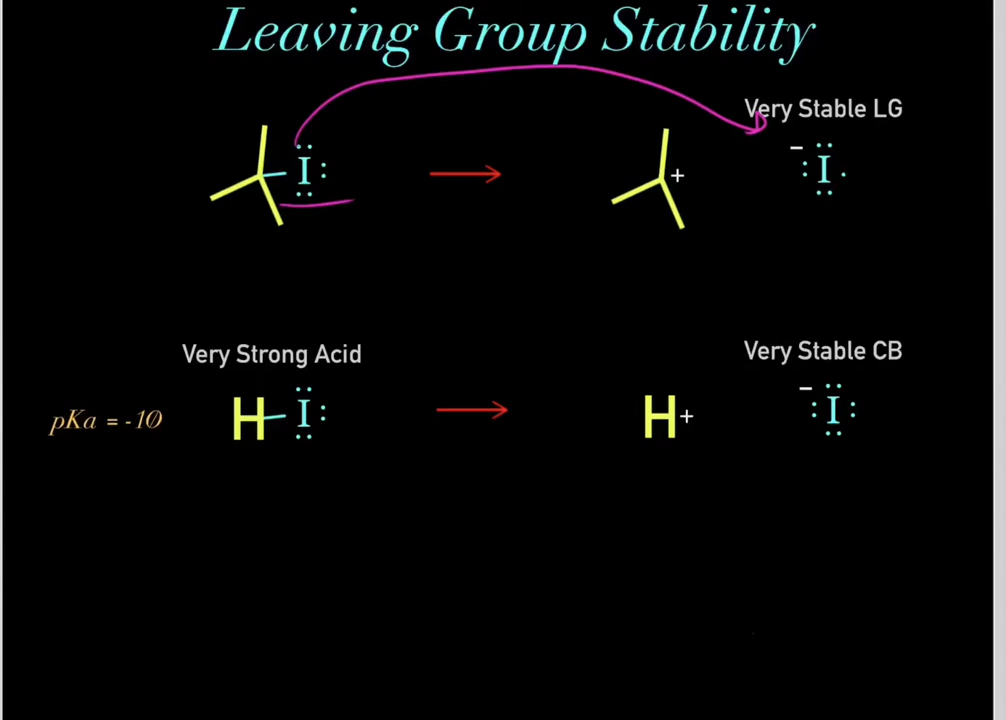 Leaving Group Stability
Very Stable LG
I
+
− I
Very Strong Acid
Very Stable CB
pKa = -10
H I
H+
− I